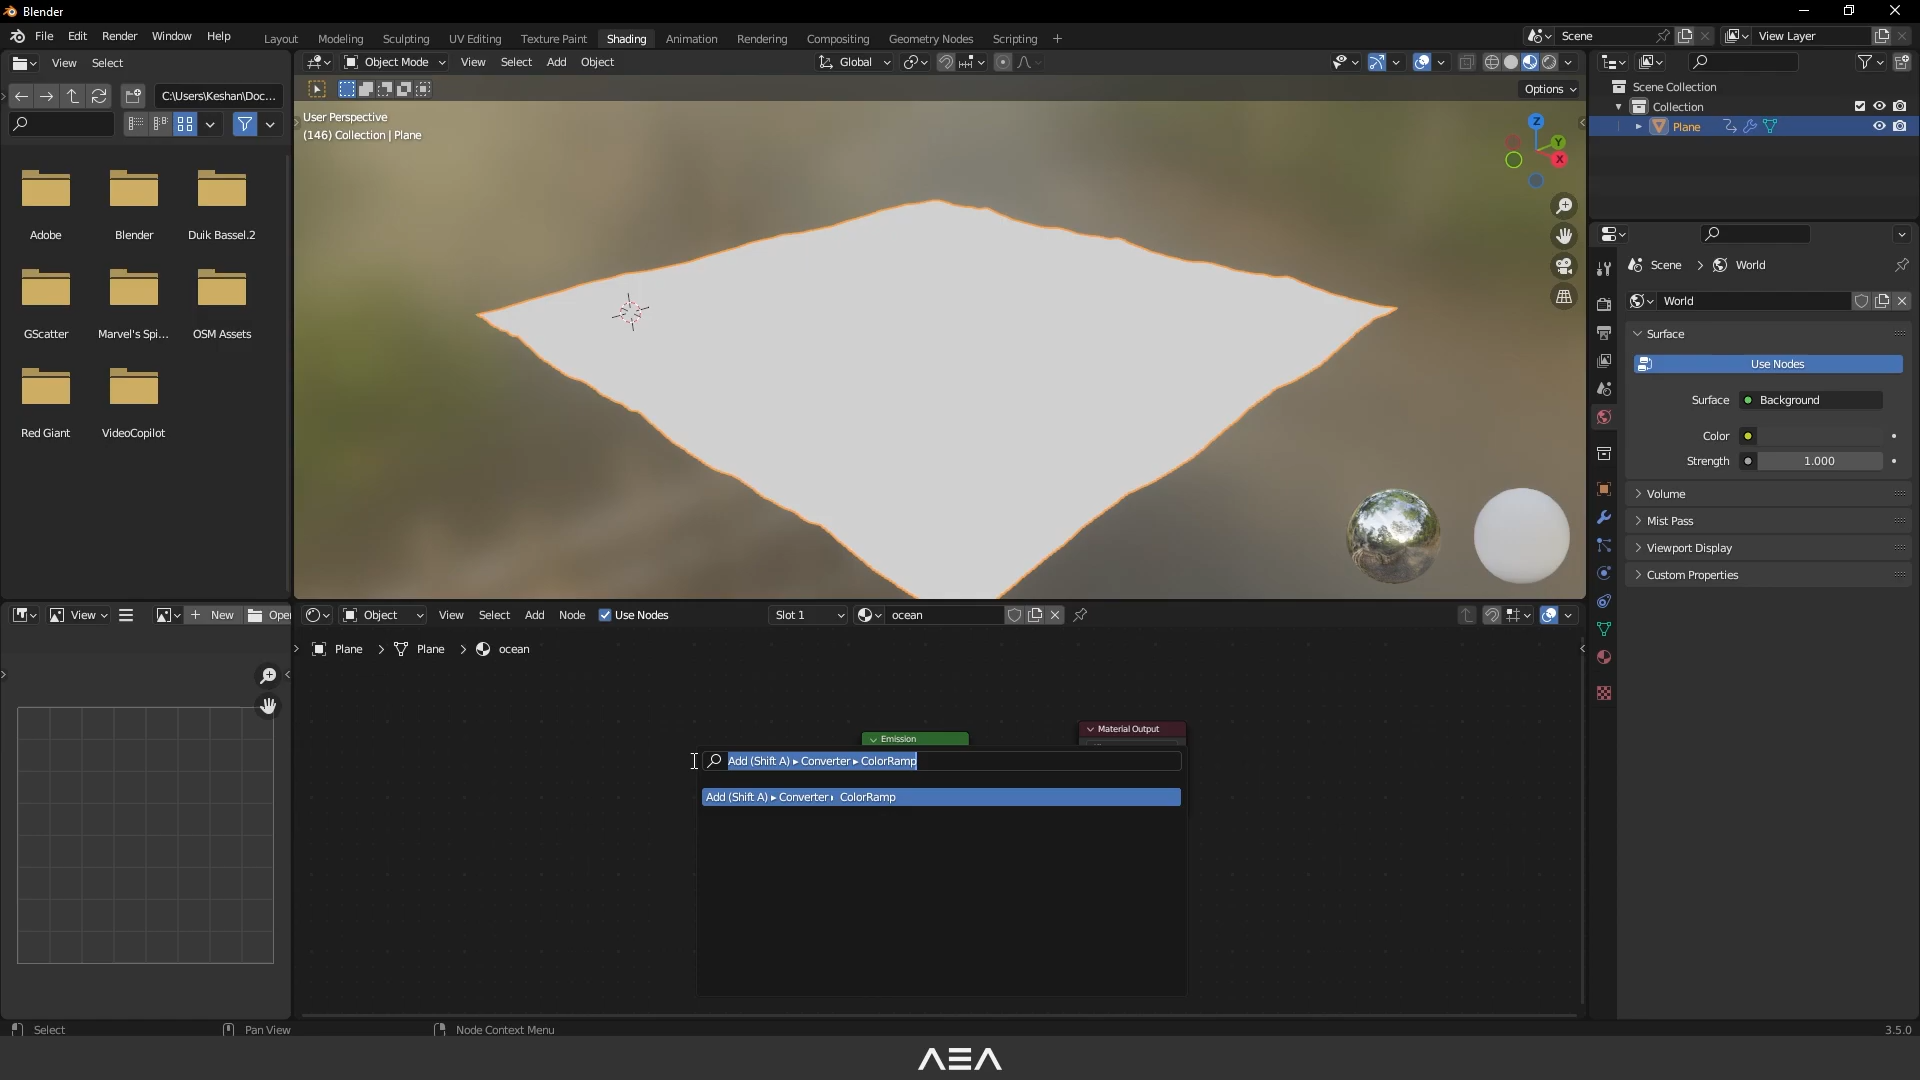 Blender
File Edit Render Window Help
Layout Modeling Sculpting UV Editing Texture Paint Shading Animation Rendering Compositing Geometry Nodes Scripting +
Scene
View Layer
View Select
Object Mode View Select Add Object
Global
C:\Users\Keshan\Doc...
Options
User Perspective
(146) Collection | Plane
Z
Y
X
Adobe Blender Duik Bassel.2
GScatter Marvel's Spi... OSM Assets
Red Giant VideoCopilot
Scene Collection
Collection
Plane
Scene > World
World
Surface
Use Nodes
Surface Background
Color
Strength 1.000
Volume
Mist Pass
Viewport Display
Custom Properties
View + New Oper
Object View Select Add Node Use Nodes Slot 1 ocean
Plane > Plane > ocean
Emission
Material Output
Add (Shift A) ▸ Converter ▸ ColorRamp
Add (Shift A) ▸ Converter ▸ ColorRamp
Select Pan View Node Context Menu 3.5.0